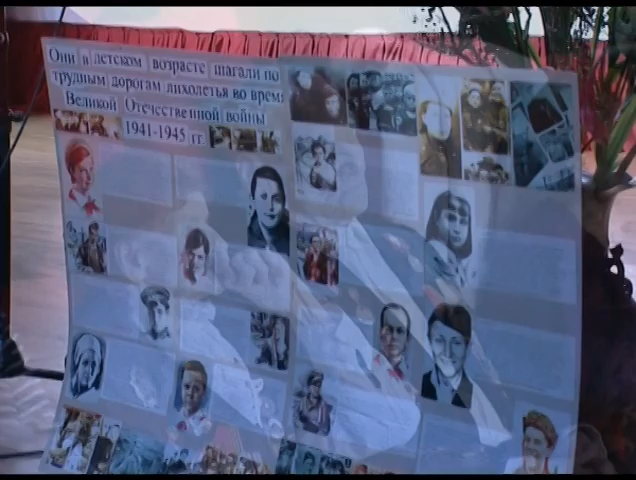 Они в детском возрасте шагали по
трудным дорогам лихолетья во время
Великой Отечественной войны
1941-1945 гг.